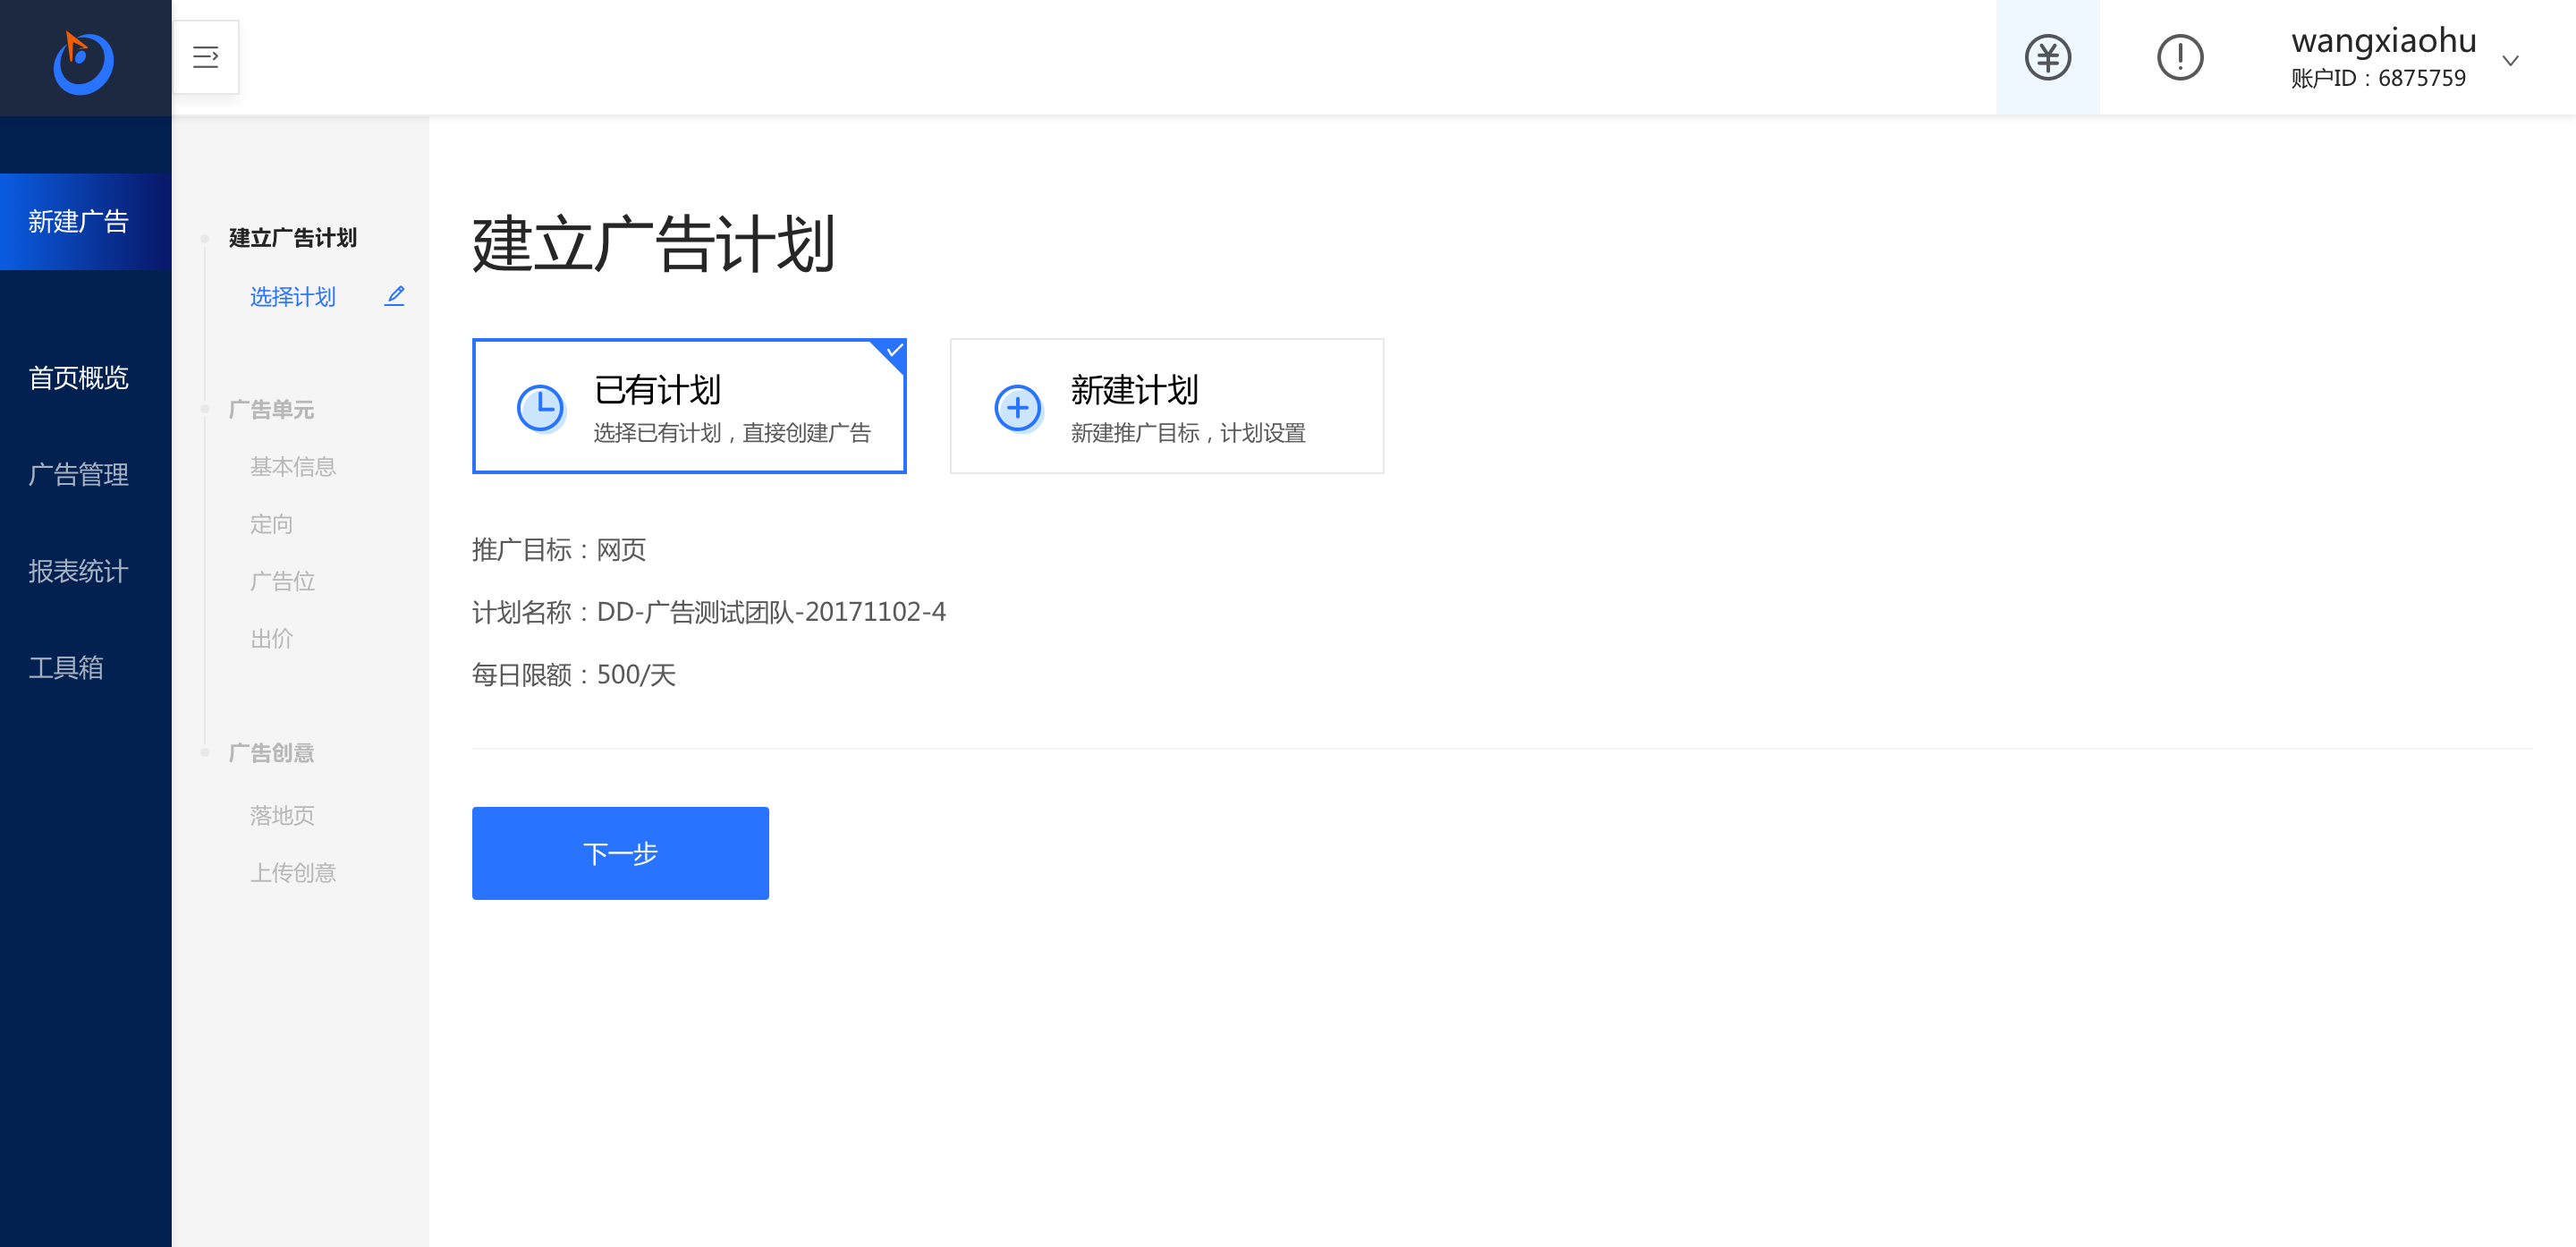 wangxiaohu
账户ID：6875759
新建广告
首页概览
广告管理
报表统计
工具箱
建立广告计划
选择计划
广告单元
基本信息
定向
广告位
出价
广告创意
落地页
上传创意
建立广告计划
已有计划
选择已有计划，直接创建广告
新建计划
新建推广目标，计划设置
推广目标：网页
计划名称：DD-广告测试团队-20171102-4
每日限额：500/天
下一步